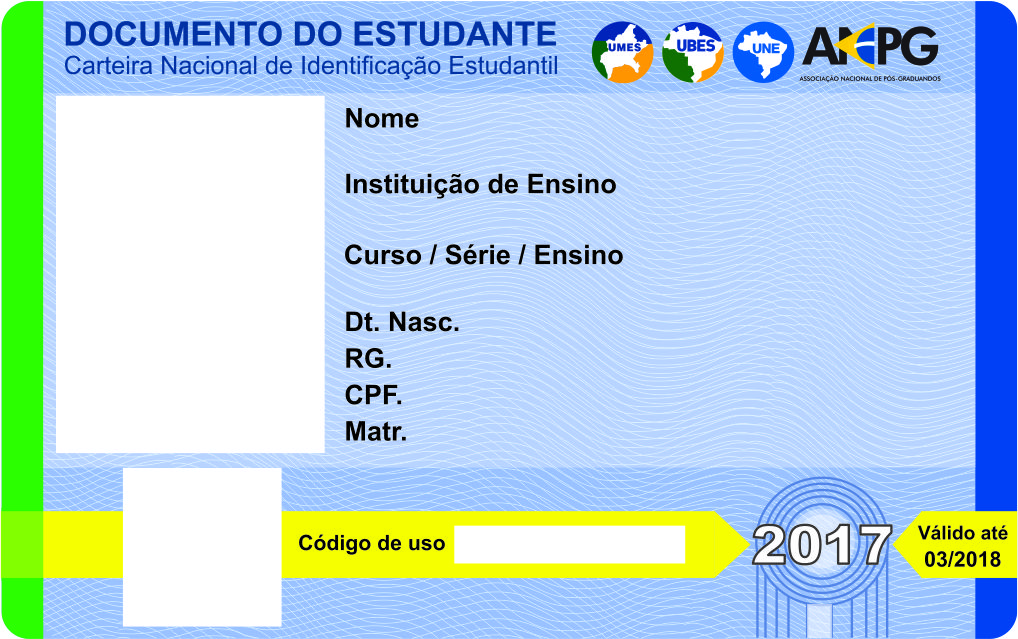 DOCUMENTO DO ESTUDANTE
Carteira Nacional de Identificação Estudantil
UMES
UBES
UNE
ANPG
ASSOCIAÇÃO NACIONAL DE PÓS-GRADUANDOS
Nome
Instituição de Ensino
Curso / Série / Ensino
Dt. Nasc.
RG.
CPF.
Matr.
Código de uso
2017
Válido até
03/2018